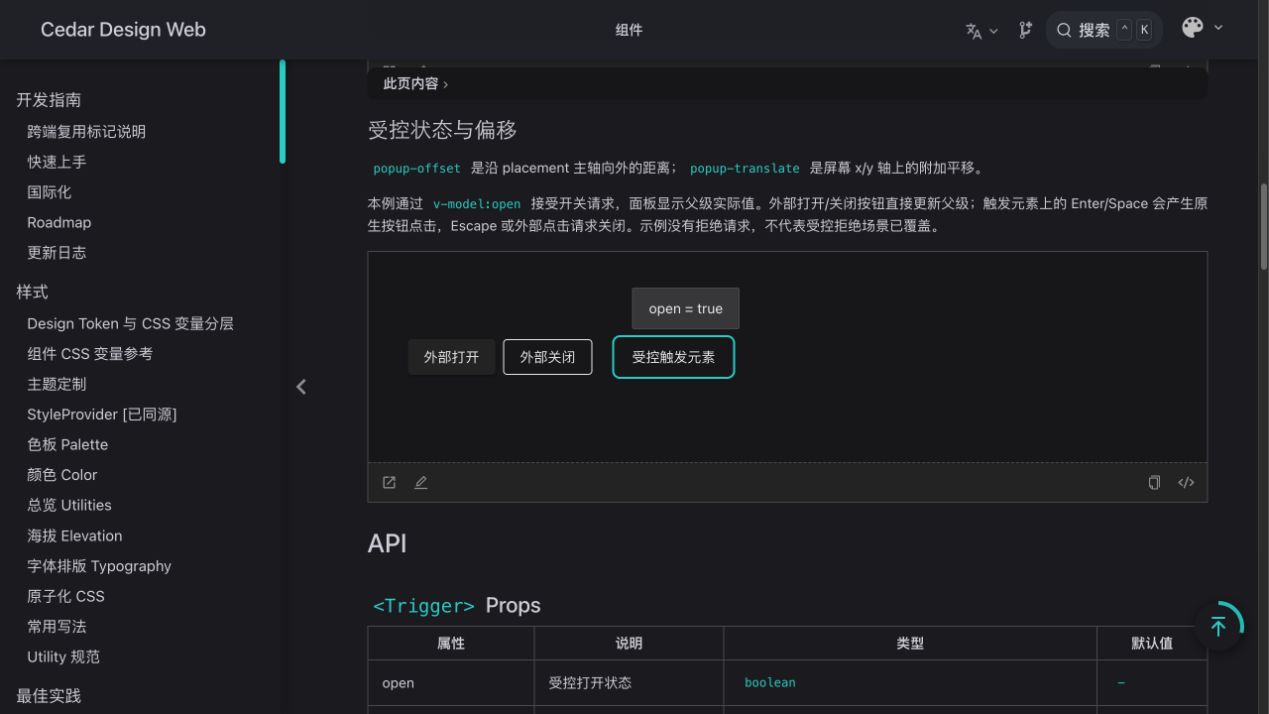 Cedar Design Web
组件
搜索 ^ K
开发指南
跨端复用标记说明
快速上手
国际化
Roadmap
更新日志
样式
Design Token 与 CSS 变量分层
组件 CSS 变量参考
主题定制
StyleProvider [已同源]
色板 Palette
颜色 Color
总览 Utilities
海拔 Elevation
字体排版 Typography
原子化 CSS
常用写法
Utility 规范
最佳实践
此页内容 ›
受控状态与偏移
popup-offset 是沿 placement 主轴向外的距离； popup-translate 是屏幕 x/y 轴上的附加平移。
本例通过 v-model:open 接受开关请求，面板显示父级实际值。外部打开/关闭按钮直接更新父级；触发元素上的 Enter/Space 会产生原
生按钮点击，Escape 或外部点击请求关闭。示例没有拒绝请求，不代表受控拒绝场景已覆盖。
open = true
外部打开 外部关闭 受控触发元素
API
<Trigger> Props
属性 说明 类型 默认值
open 受控打开状态 boolean –